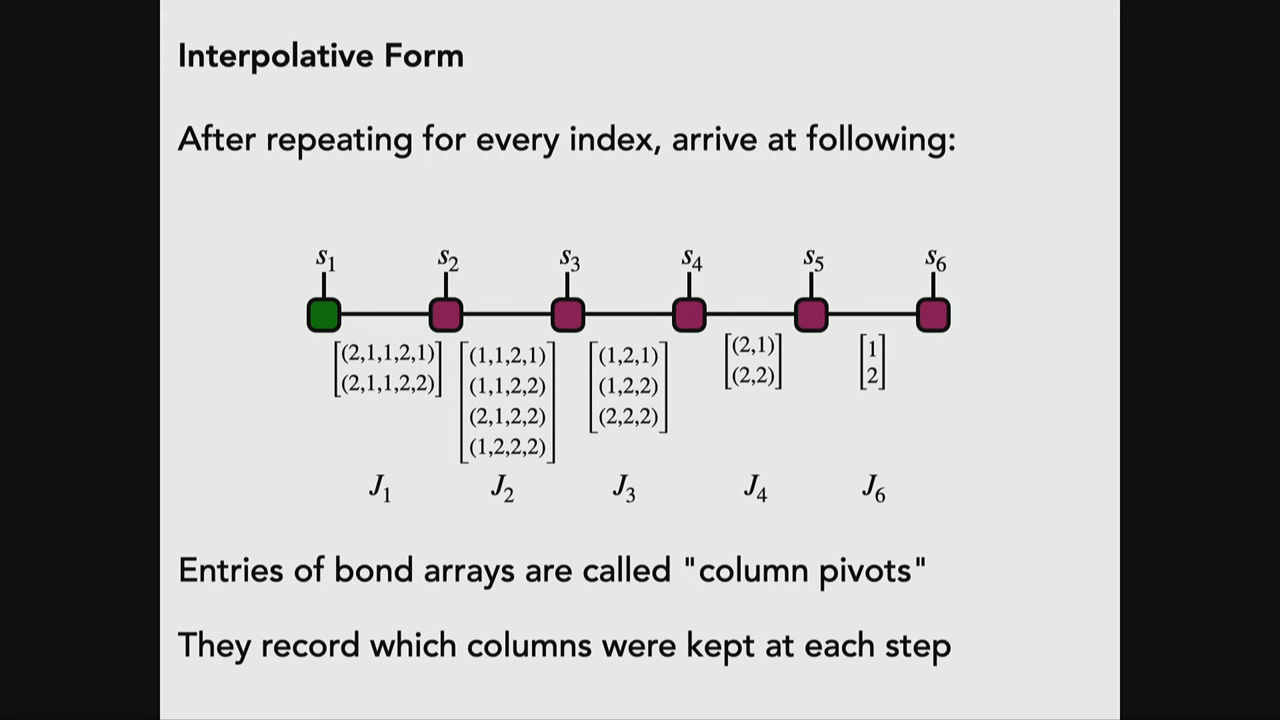 Interpolative Form
After repeating for every index, arrive at following:
s₁ s₂ s₃ s₄ s₅ s₆
[(2,1,1,2,1)] [(1,1,2,1)] [(1,2,1)] [(2,1)] [1]
[(2,1,1,2,2)] [(1,1,2,2)] [(1,2,2)] [(2,2)] [2]
[(2,1,2,2)] [(2,2,2)]
[(1,2,2,2)]
J₁ J₂ J₃ J₄ J₆
Entries of bond arrays are called "column pivots"
They record which columns were kept at each step